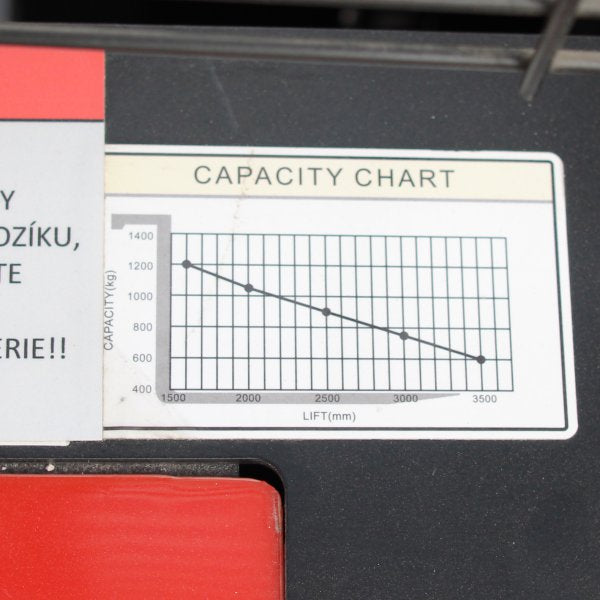 Y
OZÍKU,
TE
ERIE!!
CAPACITY CHART
CAPACITY(kg)
1400
1200
1000
800
600
400
1500 2000 2500 3000 3500
LIFT(mm)